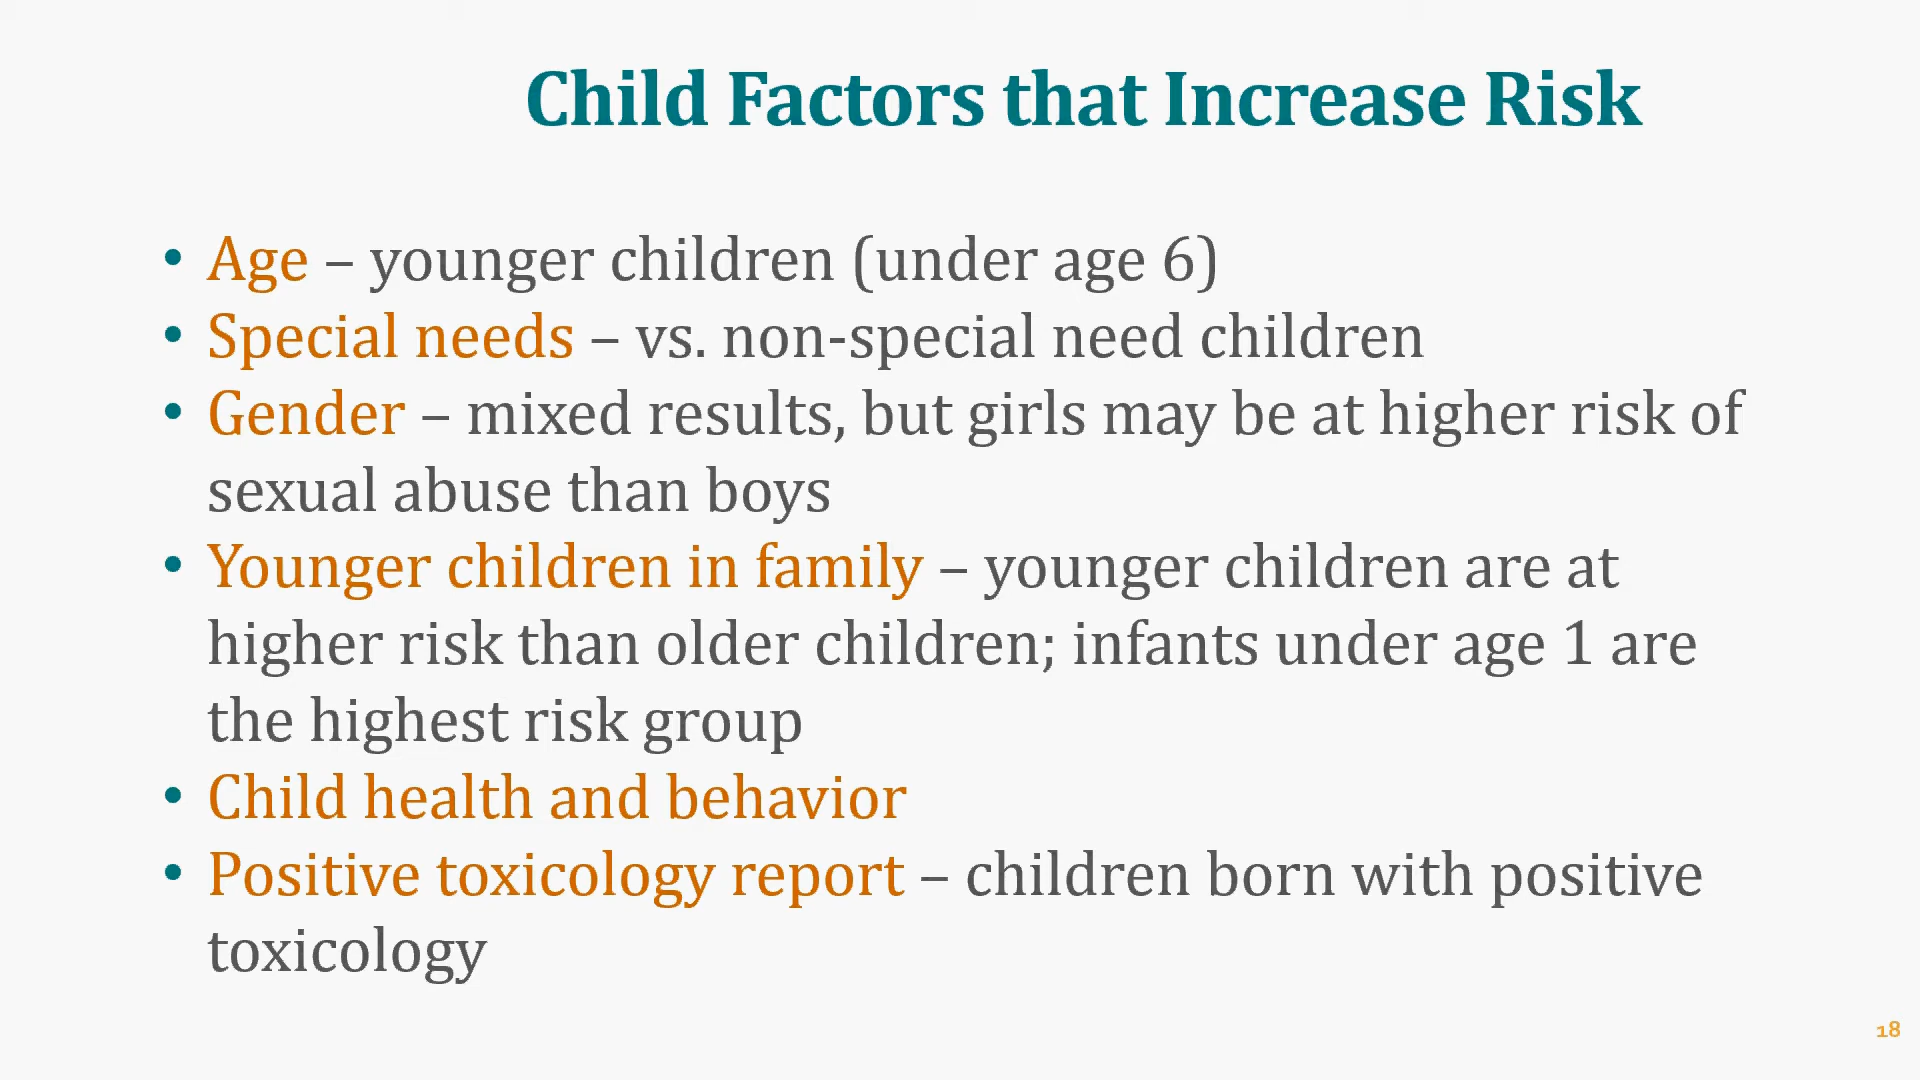 Child Factors that Increase Risk
• Age – younger children (under age 6)
• Special needs – vs. non-special need children
• Gender – mixed results, but girls may be at higher risk of
sexual abuse than boys
• Younger children in family – younger children are at
higher risk than older children; infants under age 1 are
the highest risk group
• Child health and behavior
• Positive toxicology report – children born with positive
toxicology
18